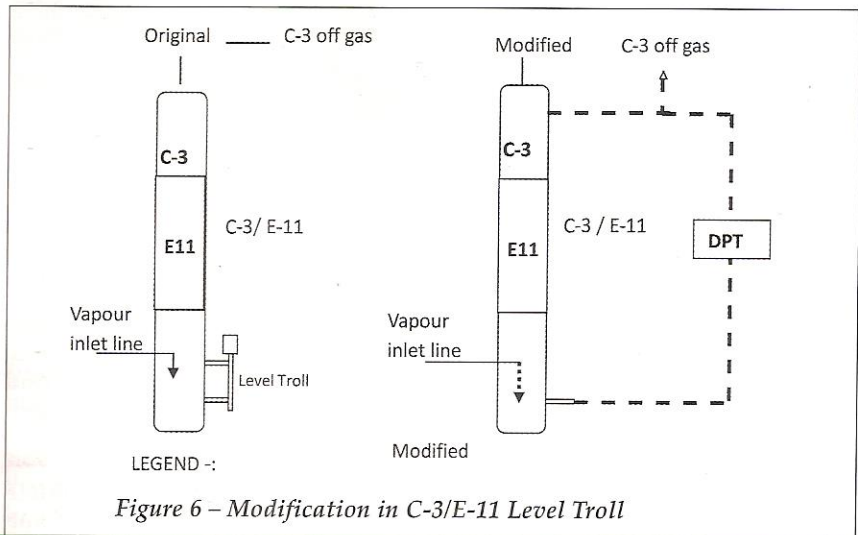 Original C-3 off gas
C-3
E11
C-3/ E-11
Vapour
inlet line
Level Troll
LEGEND -:
Modified C-3 off gas
C-3
E11
C-3 / E-11
DPT
Vapour
inlet line
Modified
Figure 6 – Modification in C-3/E-11 Level Troll